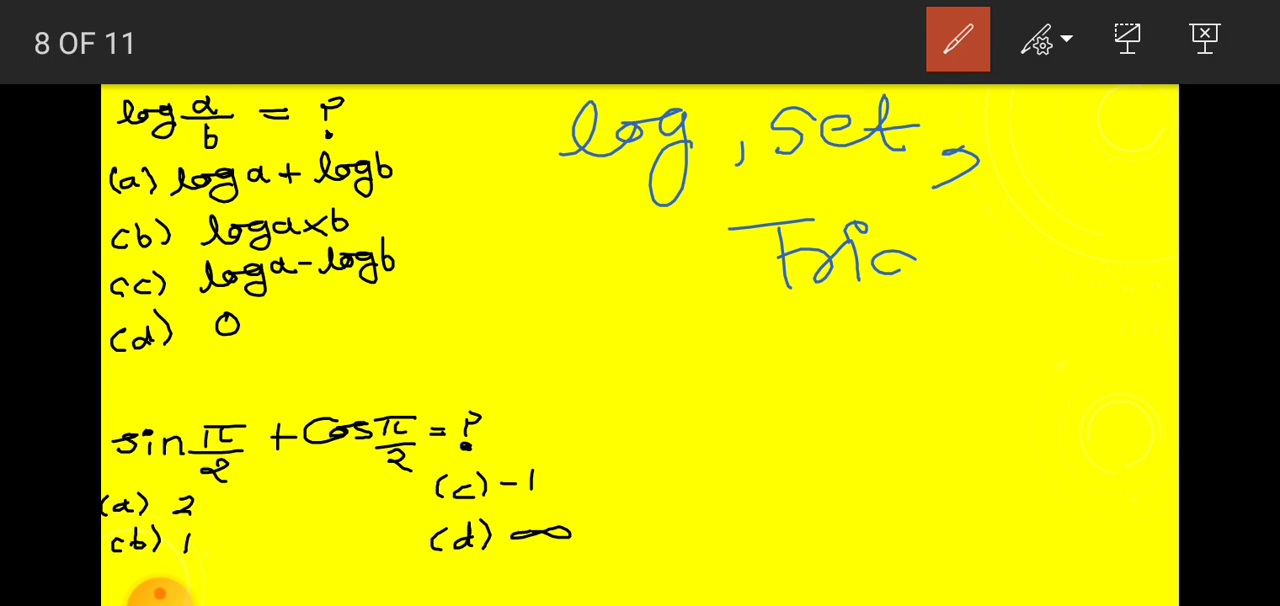 8 OF 11
log a/b = ?
(a) log a + log b
(b) log a x b
(c) log a - log b
(d) 0
log, set,
Tric
sin π/2 + Cos π/2 = ?
(a) 2
(b) 1
(c) -1
(d) ∞